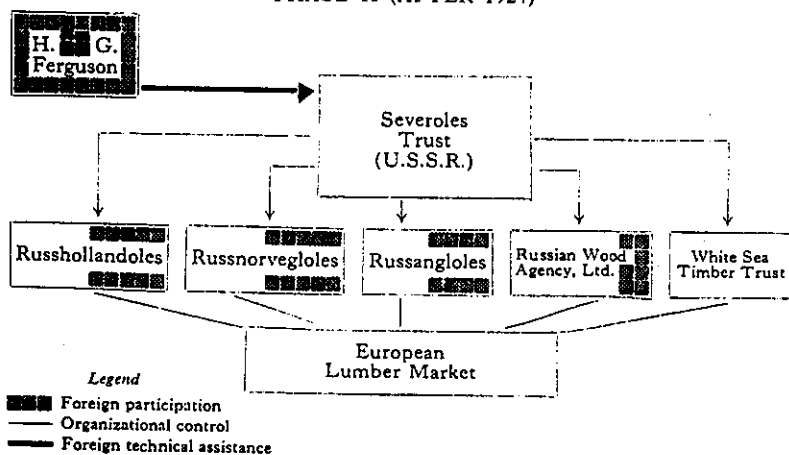 H. G.
Ferguson
Severoles
Trust
(U.S.S.R.)
Russhollandoles
Russnorvegloles
Russangloles
Russian Wood
Agency, Ltd.
White Sea
Timber Trust
European
Lumber Market
Legend
Foreign participation
Organizational control
Foreign technical assistance